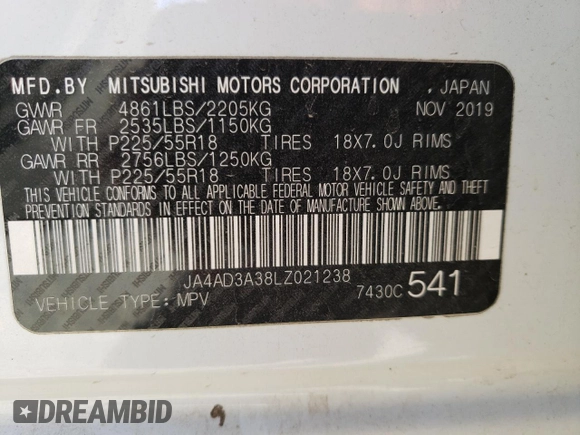 MFD.BY MITSUBISHI MOTORS CORPORATION , JAPAN
GVWR 4861LBS/2205KG NOV 2019
GAWR FR 2535LBS/1150KG
WITH P225/55R18 TIRES 18X7.0J RIMS
GAWR RR 2756LBS/1250KG
WITH P225/55R18 TIRES 18X7.0J RIMS
THIS VEHICLE CONFORMS TO ALL APPLICABLE FEDERAL MOTOR VEHICLE SAFETY AND THEFT
PREVENTION STANDARDS IN EFFECT ON THE DATE OF MANUFACTURE SHOWN ABOVE.
JA4AD3A38LZ021238
VEHICLE TYPE: MPV 7430C 541
DREAMBID